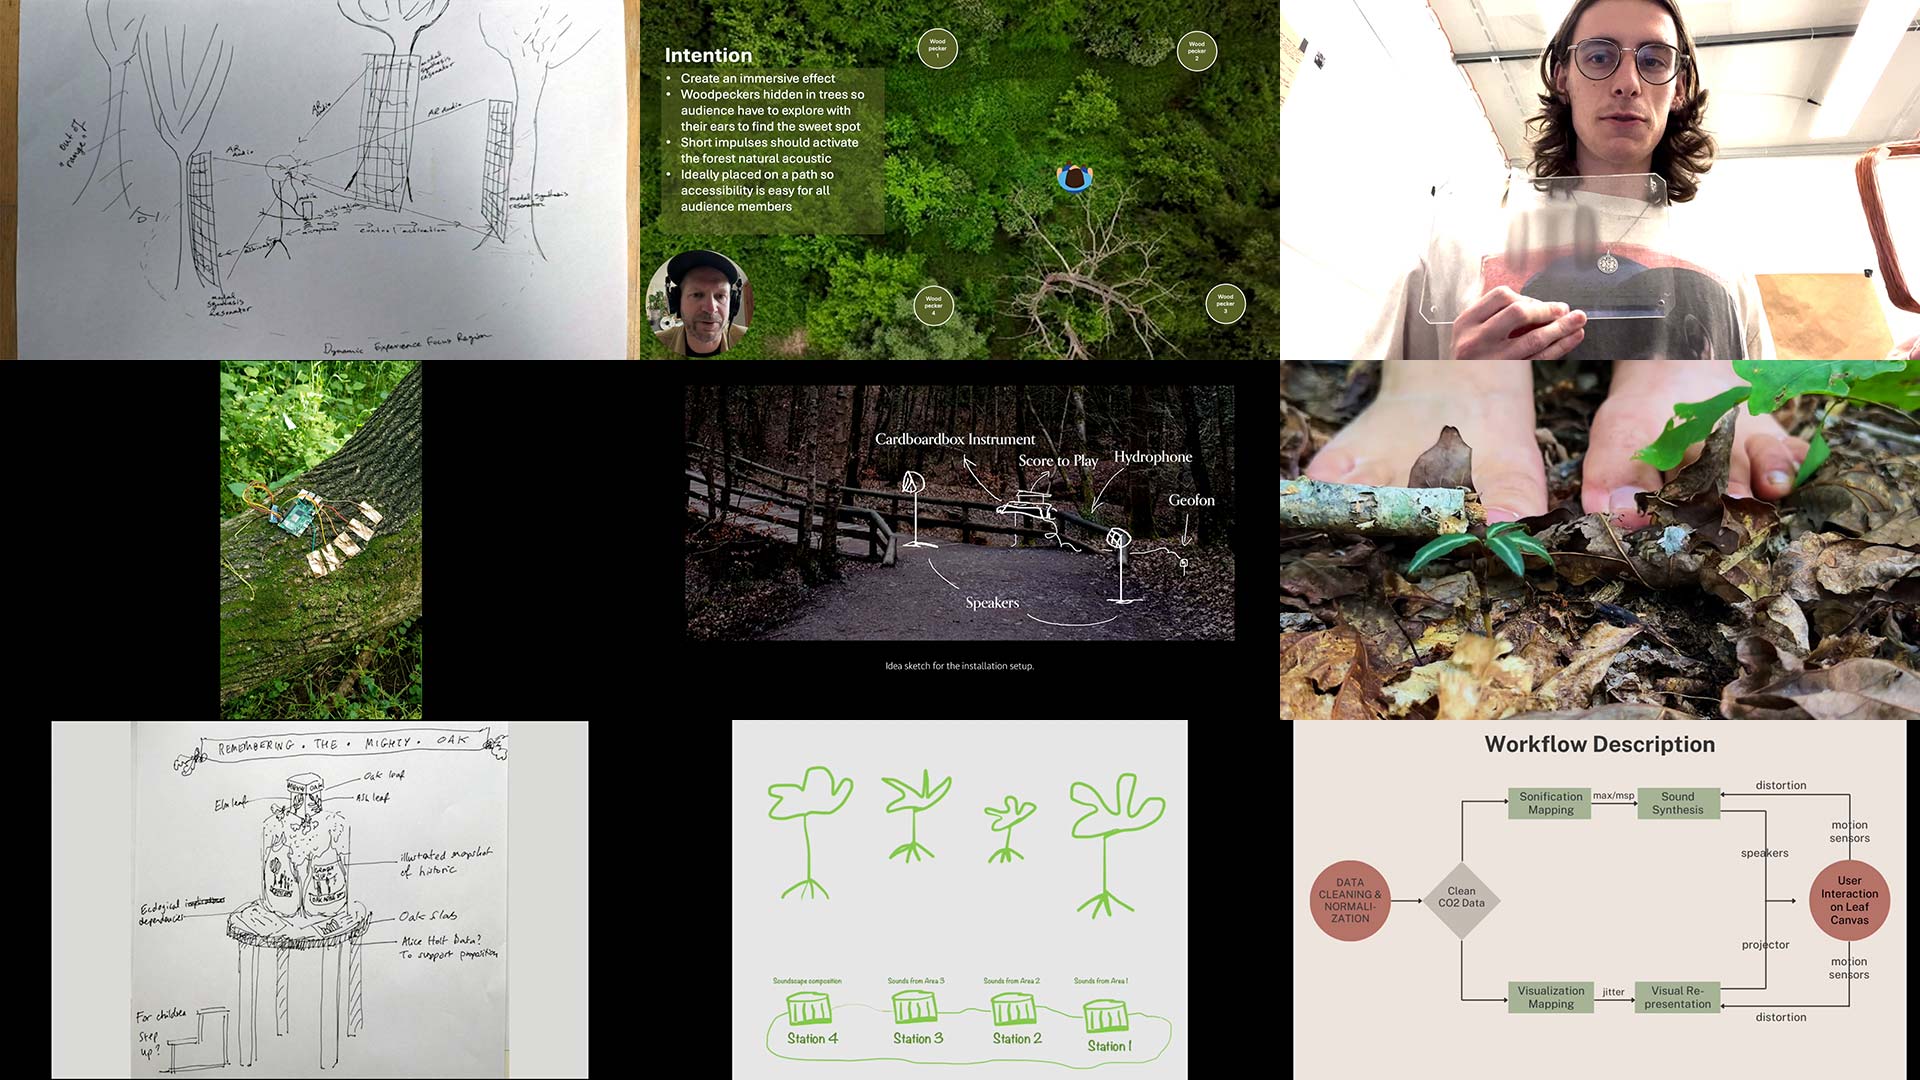 "out of
range"
AR
Audio
AR
Audio
AR Audio
modal
synthesis
resonator
modal synthesis
resonator
mobile
microphone
activation
control activation
modal
synthesis
Resonator
Dynamic Experience Focus Region
Intention
• Create an immersive effect
• Woodpeckers hidden in trees so
audience have to explore with
their ears to find the sweet spot
• Short impulses should activate
the forest natural acoustic
• Ideally placed on a path so
accessibility is easy for all
audience members
Wood
pecker
1
Wood
pecker
2
Wood
pecker
4
Wood
pecker
3
Cardboardbox Instrument
Score to Play
Hydrophone
Geofon
Speakers
Idea sketch for the installation setup.
REMEMBERING • THE • MIGHTY • OAK
Oak leaf
Elm leaf
Ash leaf
illustrated snapshot
of historic
Ecological
dependences
Oak Slab
Alice Holt Data?
To support proposition
For children
Step
up?
Soundscape composition
Sounds from Area 3
Sounds from Area 2
Sounds from Area 1
Station 4
Station 3
Station 2
Station 1
Workflow Description
Sonification
Mapping
max/msp
Sound
Synthesis
distortion
motion
sensors
speakers
DATA
CLEANING &
NORMALI-
ZATION
Clean
CO2 Data
User
Interaction
on Leaf
Canvas
projector
motion
sensors
Visualization
Mapping
jitter
Visual Re-
presentation
distortion